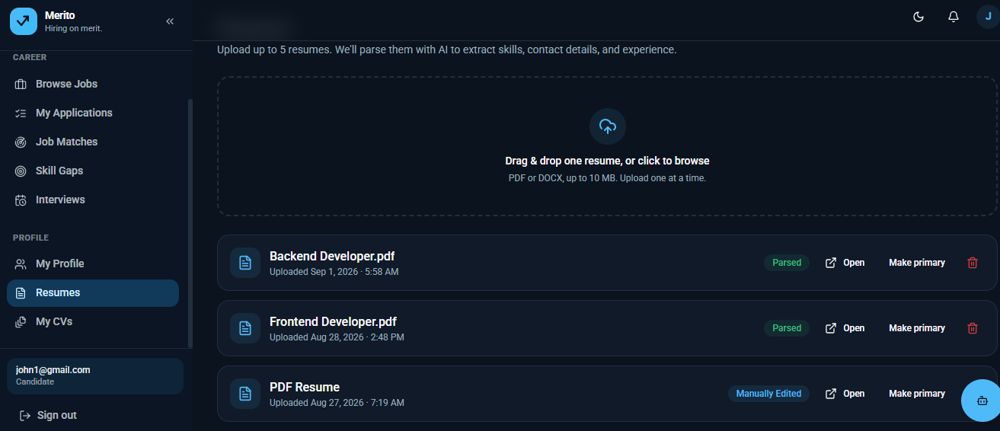 Merito
Hiring on merit.
CAREER
Browse Jobs
My Applications
Job Matches
Skill Gaps
Interviews
PROFILE
My Profile
Resumes
My CVs
john1@gmail.com
Candidate
Sign out
J
Upload up to 5 resumes. We'll parse them with AI to extract skills, contact details, and experience.
Drag & drop one resume, or click to browse
PDF or DOCX, up to 10 MB. Upload one at a time.
Backend Developer.pdf
Uploaded Sep 1, 2026 · 5:58 AM
Parsed Open Make primary
Frontend Developer.pdf
Uploaded Aug 28, 2026 · 2:48 PM
Parsed Open Make primary
PDF Resume
Uploaded Aug 27, 2026 · 7:19 AM
Manually Edited Open Make primary